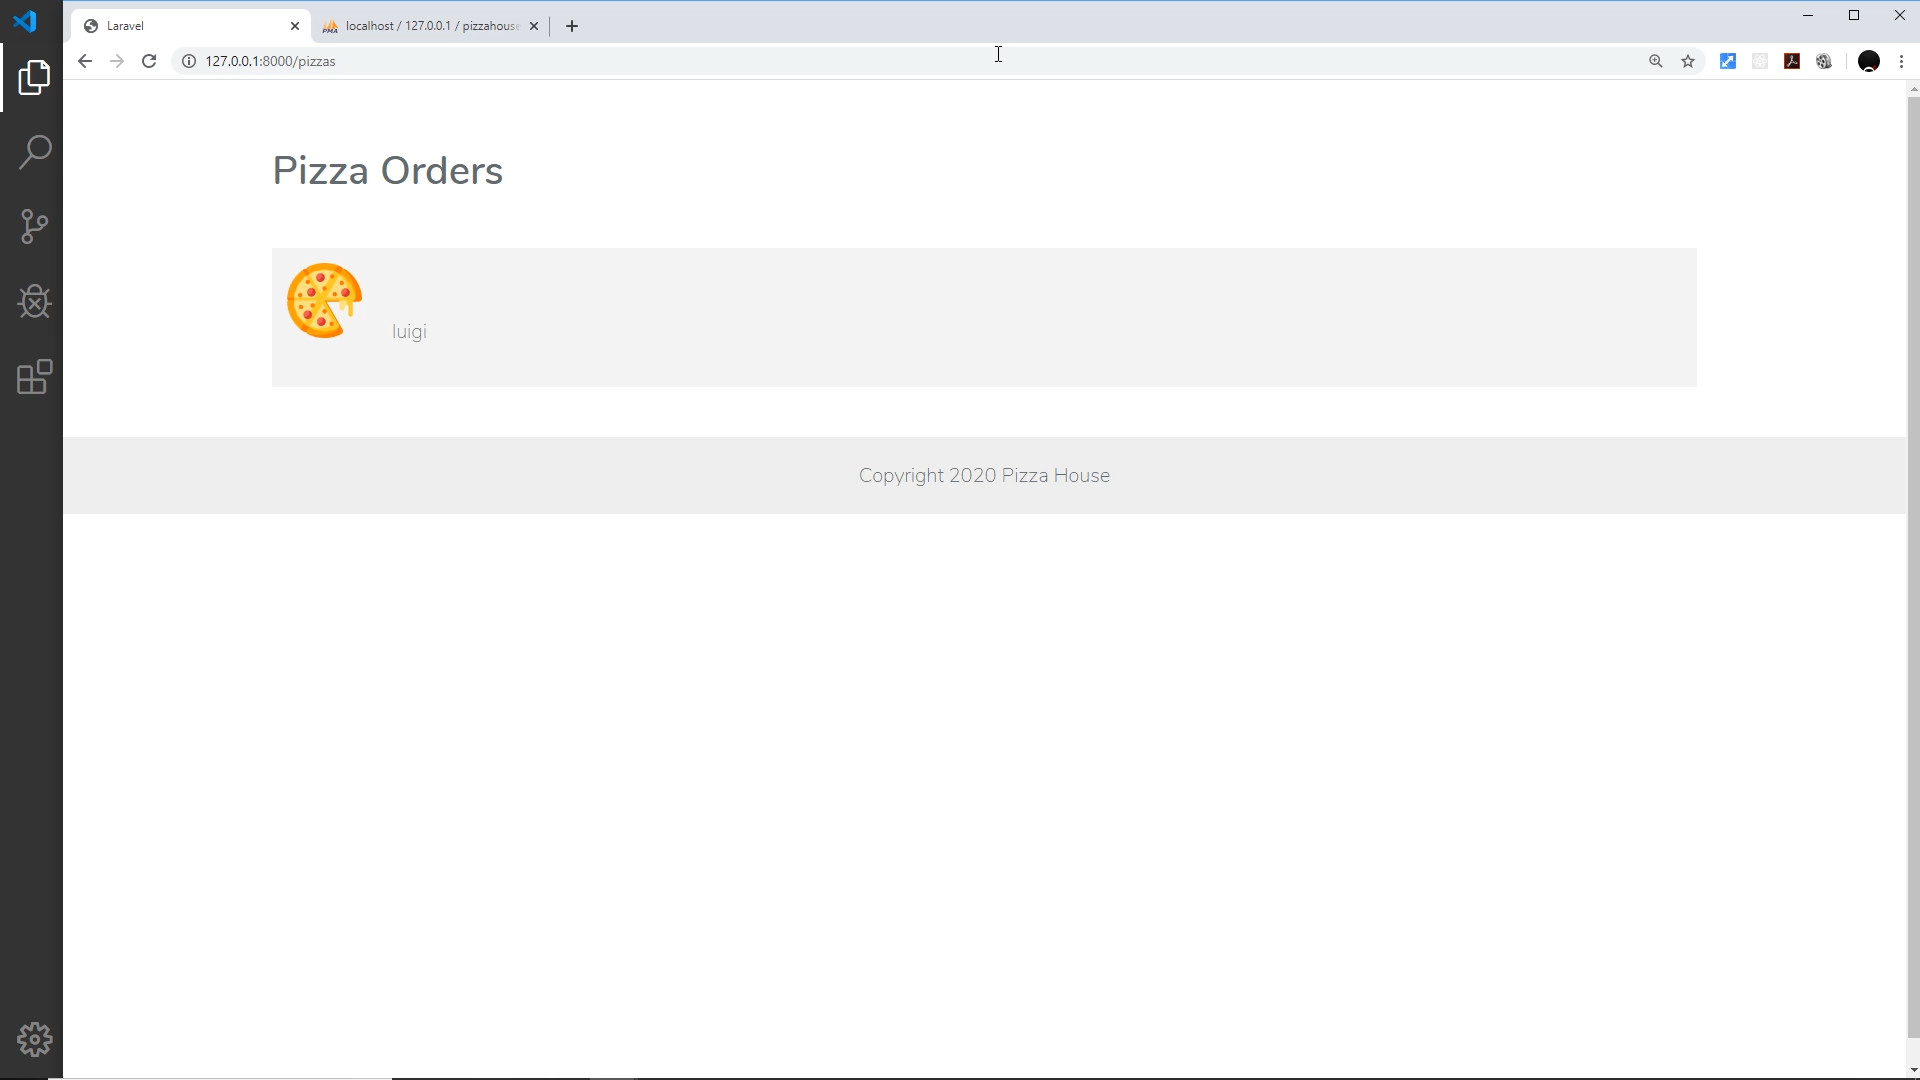 Laravel
localhost / 127.0.0.1 / pizzahouse
127.0.0.1:8000/pizzas
Pizza Orders
luigi
Copyright 2020 Pizza House